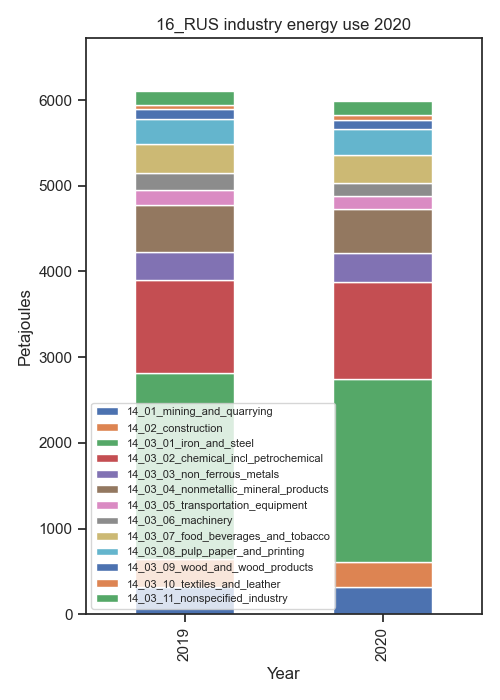 16_RUS industry energy use 2020
6000
5000
4000
3000
2000
1000
0
Petajoules
14_01_mining_and_quarrying
14_02_construction
14_03_01_iron_and_steel
14_03_02_chemical_incl_petrochemical
14_03_03_non_ferrous_metals
14_03_04_nonmetallic_mineral_products
14_03_05_transportation_equipment
14_03_06_machinery
14_03_07_food_beverages_and_tobacco
14_03_08_pulp_paper_and_printing
14_03_09_wood_and_wood_products
14_03_10_textiles_and_leather
14_03_11_nonspecified_industry
2019
2020
Year